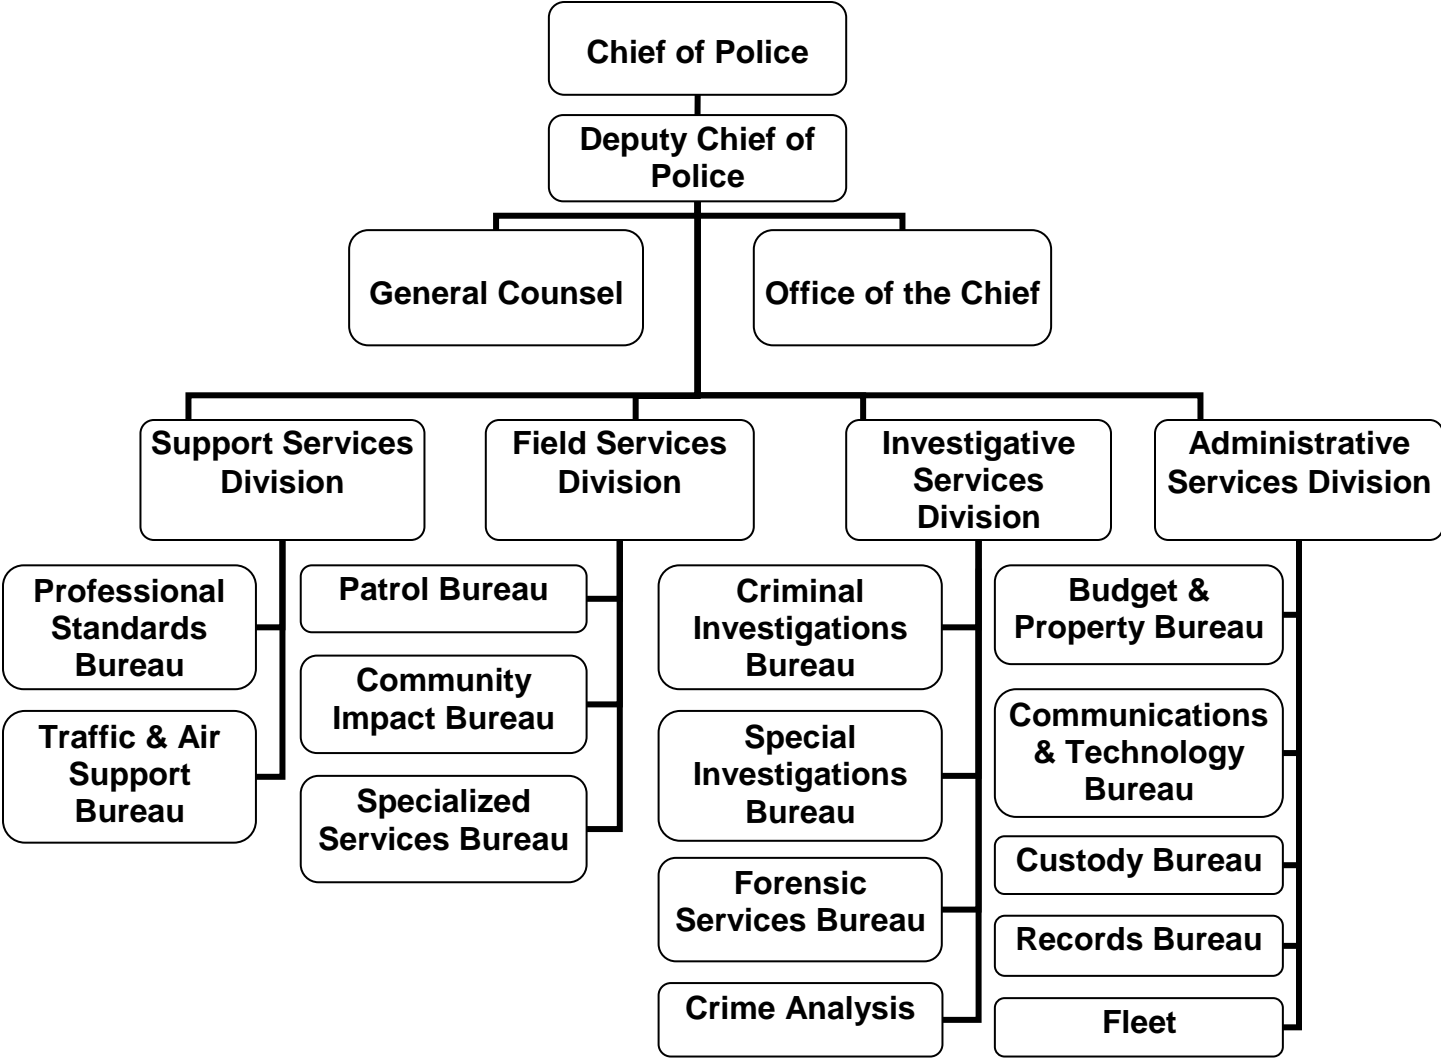 Chief of Police
Deputy Chief of
Police
General Counsel
Office of the Chief
Support Services
Division
Field Services
Division
Investigative
Services
Division
Administrative
Services Division
Professional
Standards
Bureau
Traffic & Air
Support
Bureau
Patrol Bureau
Community
Impact Bureau
Specialized
Services Bureau
Criminal
Investigations
Bureau
Special
Investigations
Bureau
Forensic
Services Bureau
Crime Analysis
Budget &
Property Bureau
Communications
& Technology
Bureau
Custody Bureau
Records Bureau
Fleet